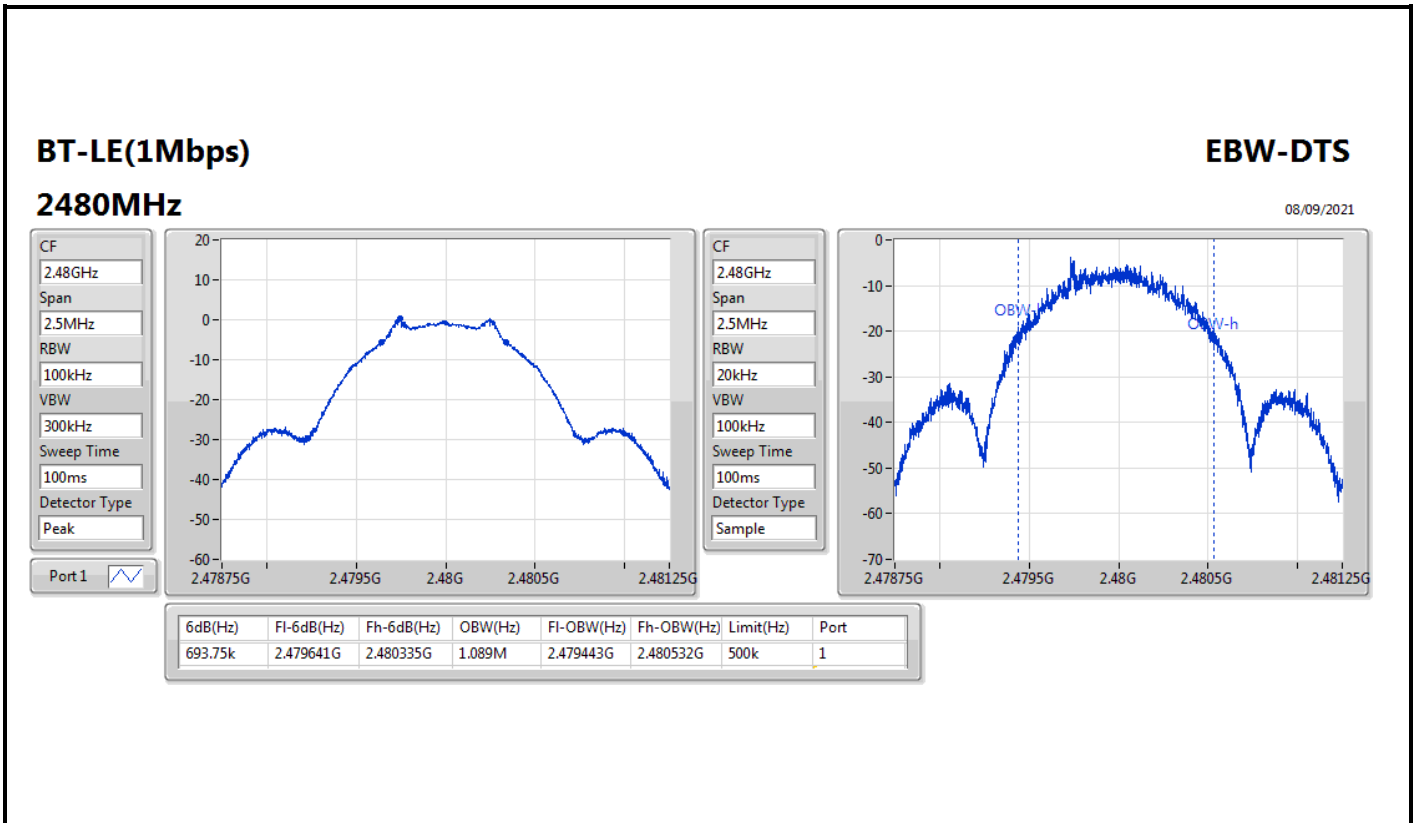 BT-LE(1Mbps)
EBW-DTS
2480MHz
08/09/2021
CF
2.48GHz
Span
2.5MHz
RBW
100kHz
VBW
300kHz
Sweep Time
100ms
Detector Type
Peak
Port 1
20
10
0
-10
-20
-30
-40
-50
-60
2.47875G 2.4795G 2.48G 2.4805G 2.48125G
CF
2.48GHz
Span
2.5MHz
RBW
20kHz
VBW
100kHz
Sweep Time
100ms
Detector Type
Sample
0
-10
-20
-30
-40
-50
-60
-70
OBW-h
2.47875G 2.4795G 2.48G 2.4805G 2.48125G
6dB(Hz) Fl-6dB(Hz) Fh-6dB(Hz) OBW(Hz) Fl-OBW(Hz) Fh-OBW(Hz) Limit(Hz) Port
693.75k 2.479641G 2.480335G 1.089M 2.479443G 2.480532G 500k 1